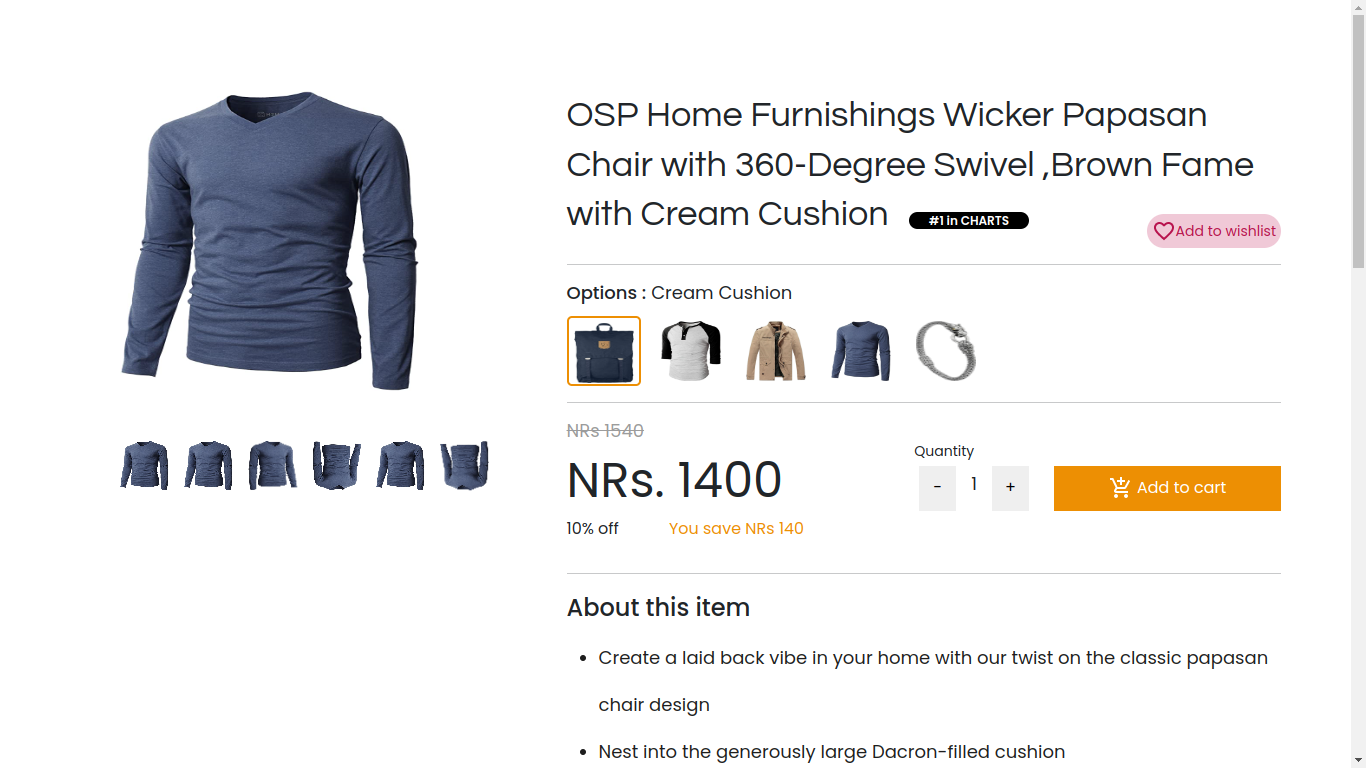 OSP Home Furnishings Wicker Papasan
Chair with 360-Degree Swivel ,Brown Fame
with Cream Cushion #1 in CHARTS
Add to wishlist
Options : Cream Cushion
NRs 1540
NRs. 1400
10% off You save NRs 140
Quantity
- 1 +
Add to cart
About this item
• Create a laid back vibe in your home with our twist on the classic papasan
chair design
• Nest into the generously large Dacron-filled cushion